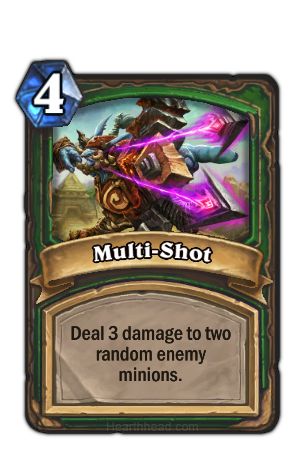 4
Multi-Shot
Deal 3 damage to two
random enemy
minions.
Hearthhead.com